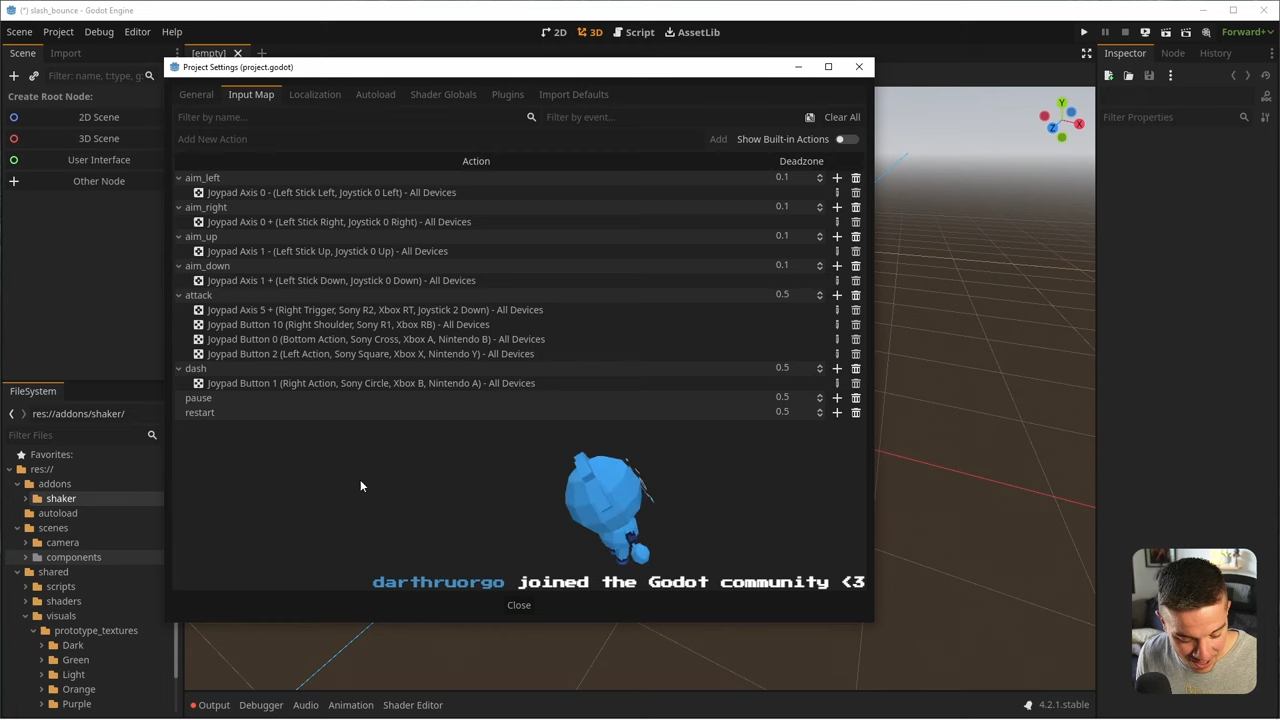 (*) slash_bounce - Godot Engine
Scene Project Debug Editor Help
2D 3D Script AssetLib
Forward+
Scene Import
[empty]
Filter: name, t:type, g:
Create Root Node:
2D Scene
3D Scene
User Interface
Other Node
Project Settings (project.godot)
General Input Map Localization Autoload Shader Globals Plugins Import Defaults
Filter by name... Filter by event... Clear All
Add New Action Add Show Built-in Actions
Action Deadzone
aim_left 0.1
Joypad Axis 0 - (Left Stick Left, Joystick 0 Left) - All Devices
aim_right 0.1
Joypad Axis 0 + (Left Stick Right, Joystick 0 Right) - All Devices
aim_up 0.1
Joypad Axis 1 - (Left Stick Up, Joystick 0 Up) - All Devices
aim_down 0.1
Joypad Axis 1 + (Left Stick Down, Joystick 0 Down) - All Devices
attack 0.5
Joypad Axis 5 + (Right Trigger, Sony R2, Xbox RT, Joystick 2 Down) - All Devices
Joypad Button 10 (Right Shoulder, Sony R1, Xbox RB) - All Devices
Joypad Button 0 (Bottom Action, Sony Cross, Xbox A, Nintendo B) - All Devices
Joypad Button 2 (Left Action, Sony Square, Xbox X, Nintendo Y) - All Devices
dash 0.5
Joypad Button 1 (Right Action, Sony Circle, Xbox B, Nintendo A) - All Devices
pause 0.5
restart 0.5
darthruorgo joined the Godot community <3
Close
Y
X
Z
Inspector Node History
Filter Properties
FileSystem
res://addons/shaker/
Filter Files
Favorites:
res://
addons
shaker
autoload
scenes
camera
components
shared
scripts
shaders
visuals
prototype_textures
Dark
Green
Light
Orange
Purple
Output Debugger Audio Animation Shader Editor
4.2.1.stable